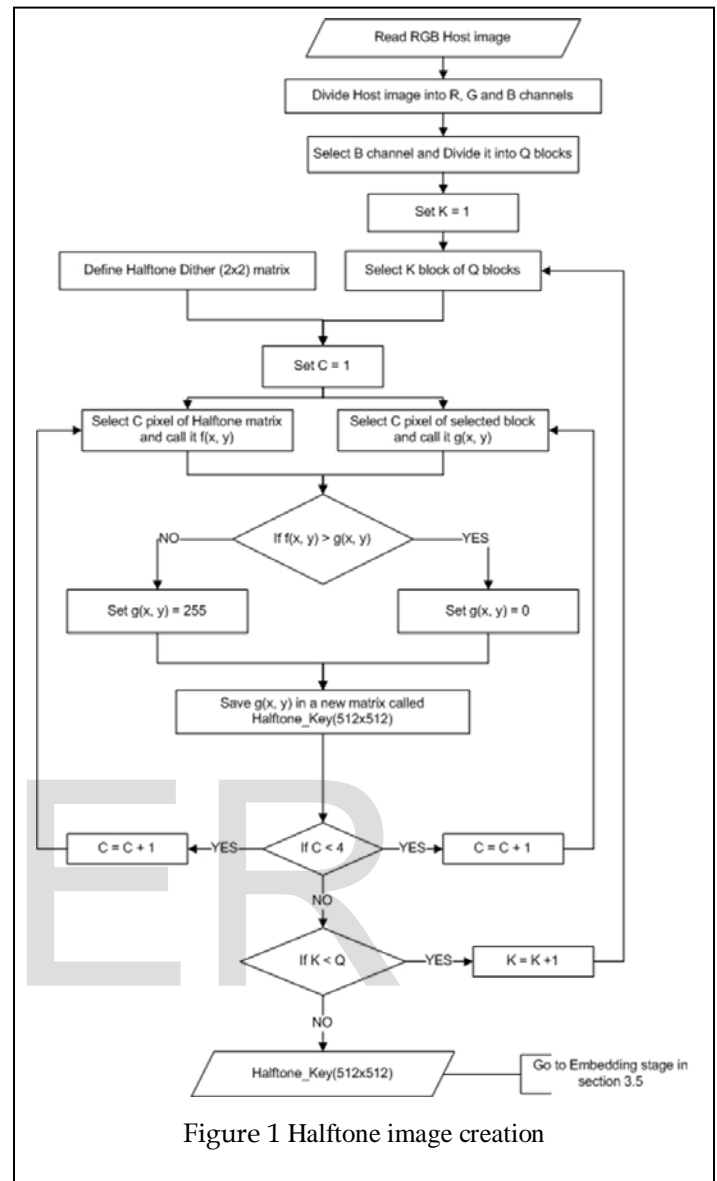 Read RGB Host image
Divide Host image into R, G and B channels
Select B channel and Divide it into Q blocks
Set K = 1
Define Halftone Dither (2x2) matrix
Select K block of Q blocks
Set C = 1
Select C pixel of Halftone matrix
and call it f(x, y)
Select C pixel of selected block
and call it g(x, y)
If f(x, y) > g(x, y)
NO
YES
Set g(x, y) = 255
Set g(x, y) = 0
Save g(x, y) in a new matrix called
Halftone_Key(512x512)
C = C + 1
YES
If C < 4
YES
C = C + 1
NO
If K < Q
YES
K = K +1
NO
Halftone_Key(512x512)
Go to Embedding stage in
section 3.5
Figure 1 Halftone image creation
ER